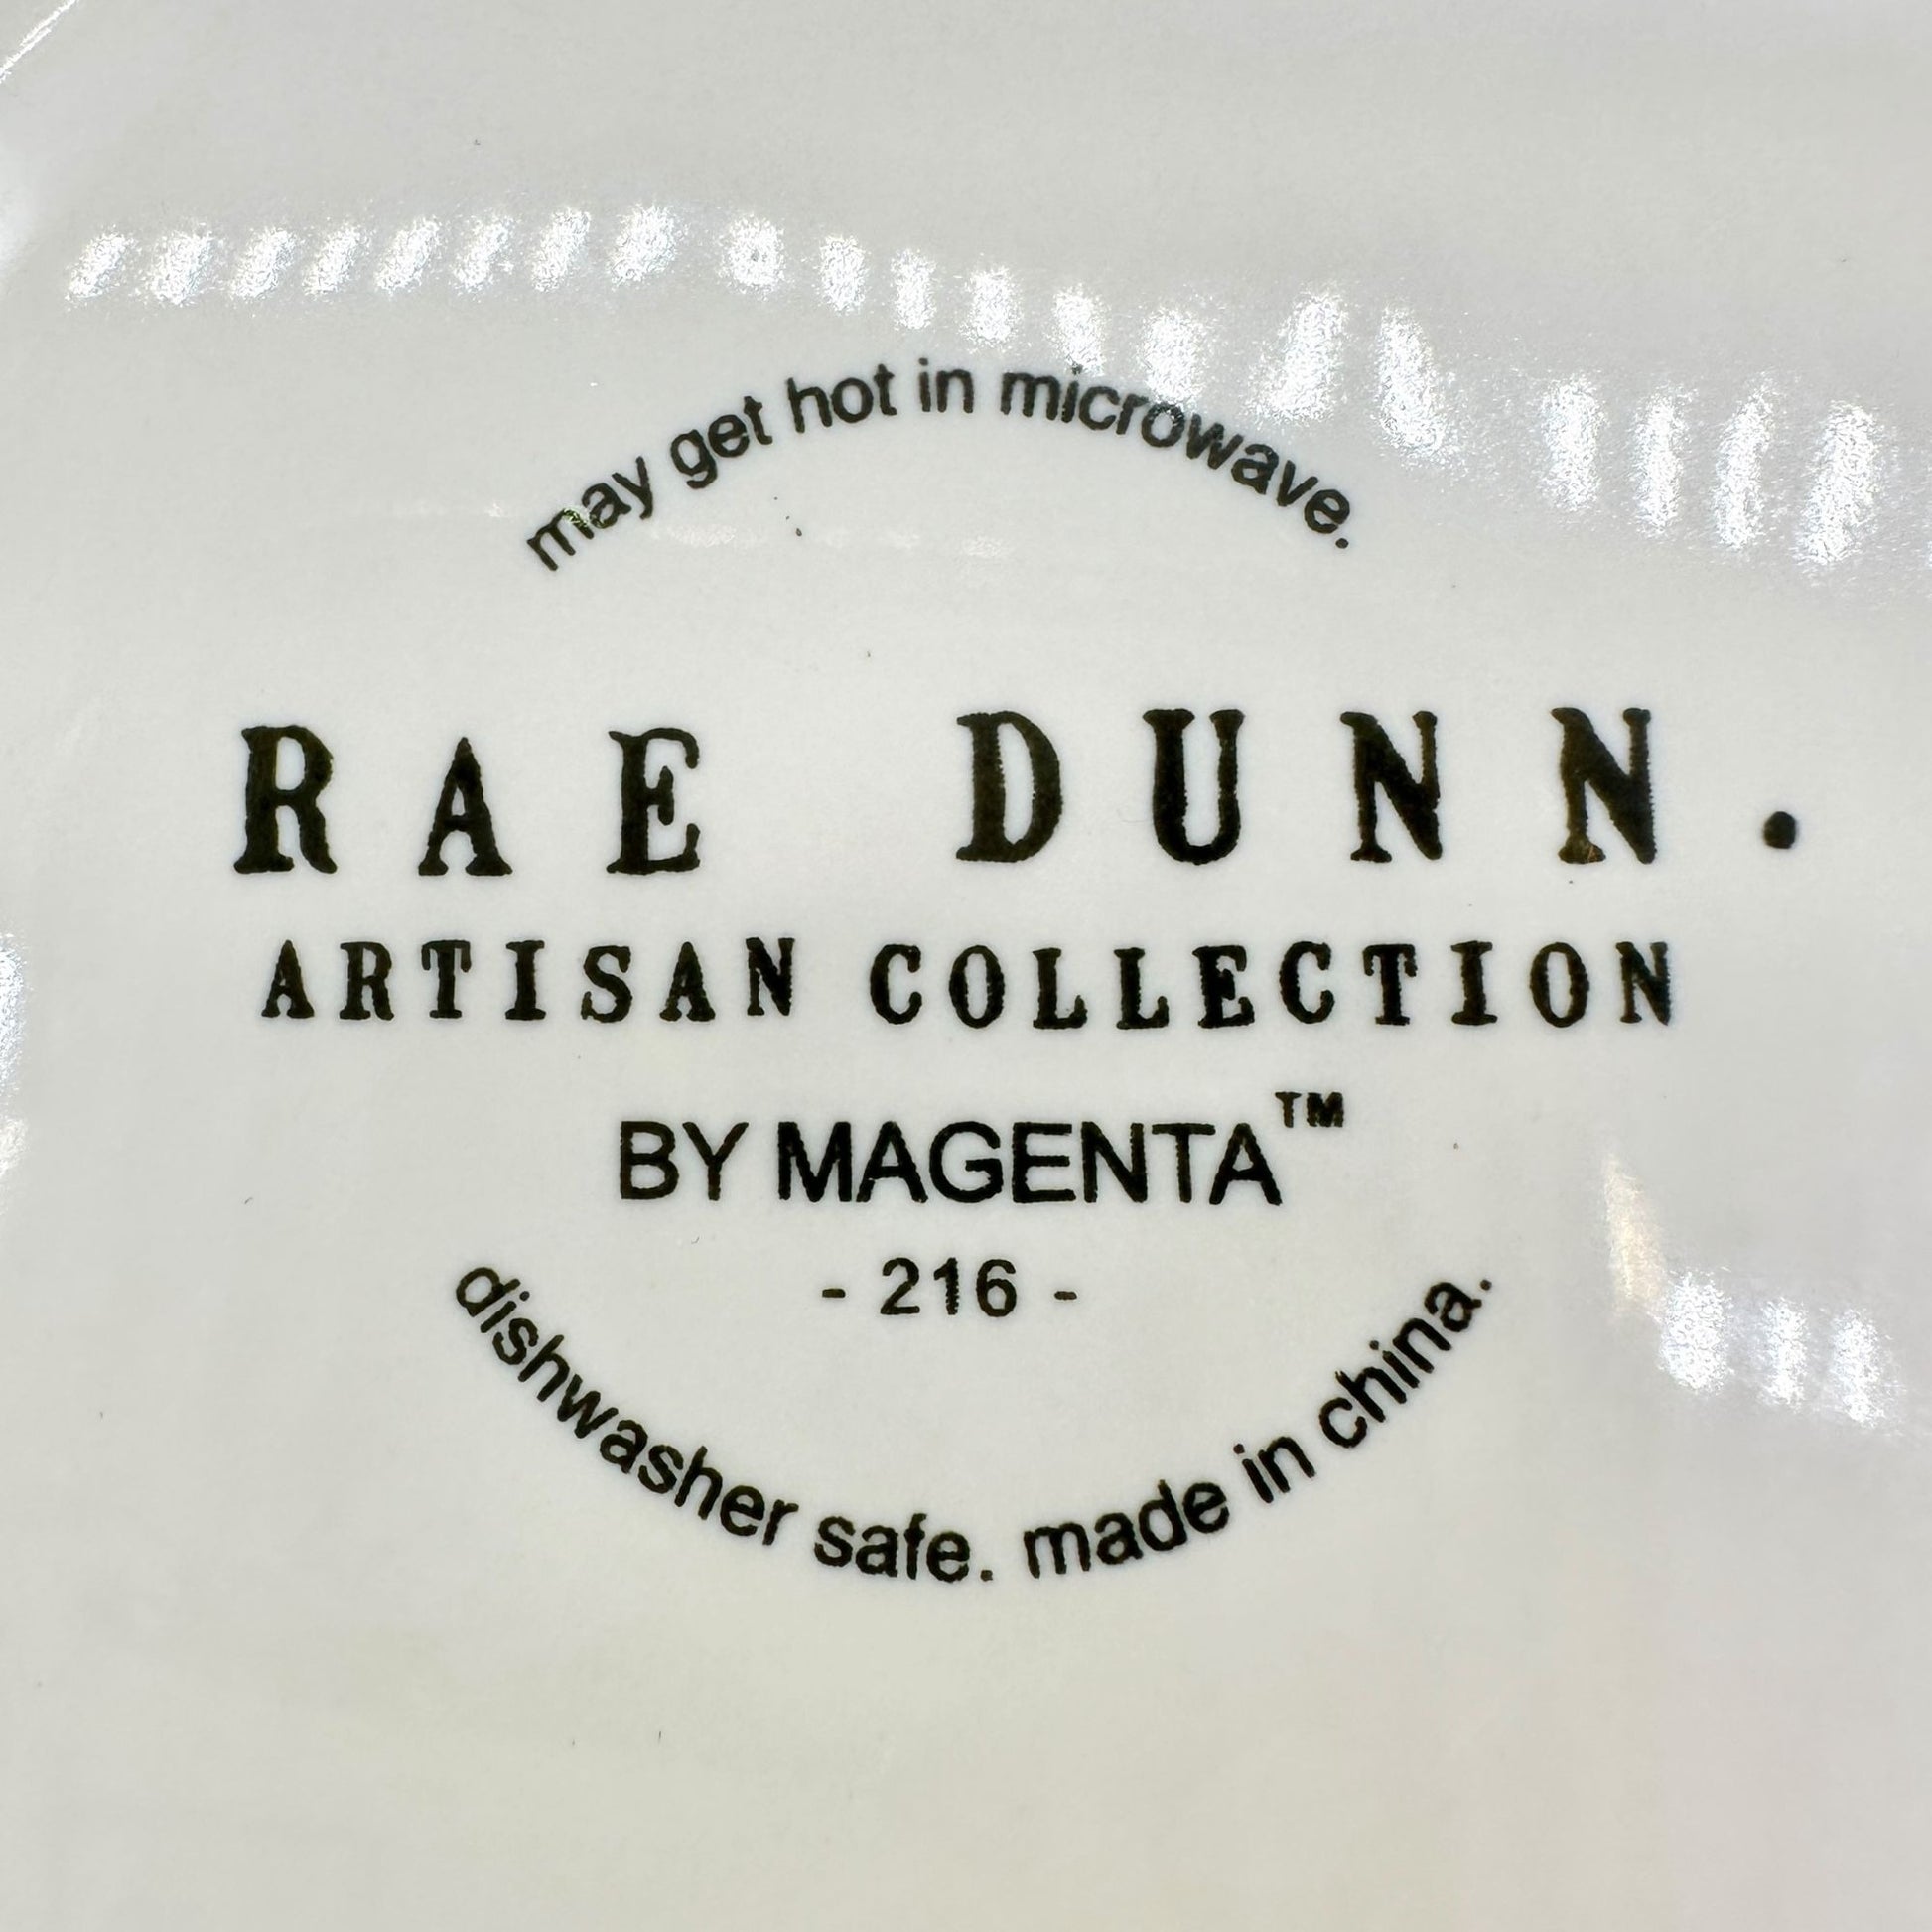 may get hot in microwave.
RAE DUNN.
ARTISAN COLLECTION
BY MAGENTA™
- 216 -
dishwasher safe. made in china.